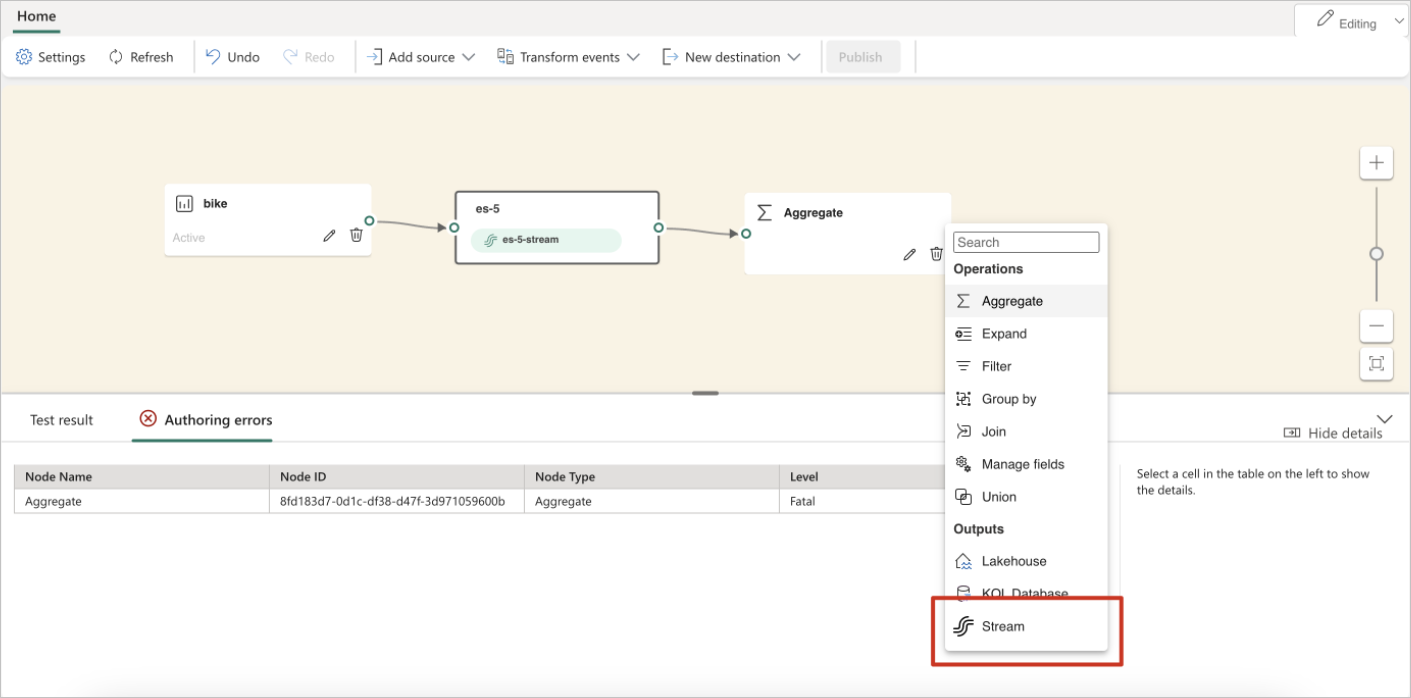 Home
Editing
Settings Refresh Undo Redo Add source Transform events New destination Publish
bike
Active
es-5
es-5-stream
Aggregate
Search
Operations
Aggregate
Expand
Filter
Group by
Join
Manage fields
Union
Outputs
Lakehouse
KQL Database
Stream
Test result Authoring errors
Hide details
Node Name Node ID Node Type Level
Aggregate 8fd183d7-0d1c-df38-d47f-3d971059600b Aggregate Fatal
Select a cell in the table on the left to show
the details.